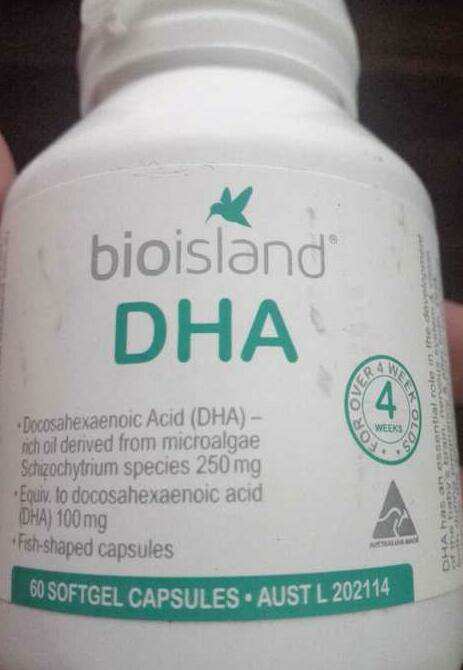 bioisland®
DHA
• Docosahexaenoic Acid (DHA) –
rich oil derived from microalgae
Schizochytrium species 250 mg
• Equiv. to docosahexaenoic acid
(DHA) 100 mg
• Fish-shaped capsules
• FOR OVER 4 WEEK OLDS •
4
WEEKS
AUSTRALIAN MADE
60 SOFTGEL CAPSULES • AUST L 202114
DHA has an essential role in the development